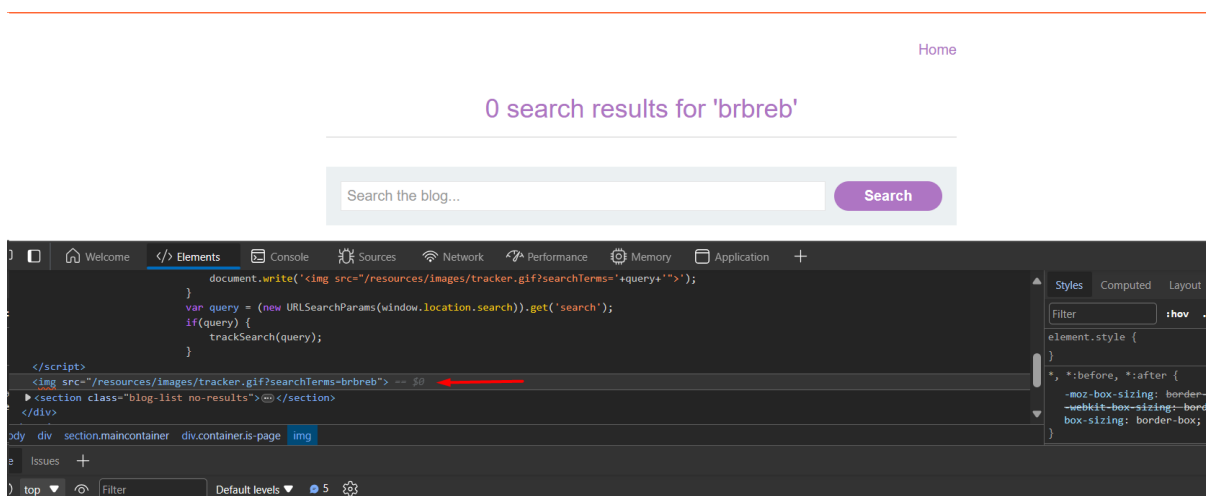 Home
0 search results for 'brbreb'
Search the blog...
Search
Welcome
</> Elements
Console
Sources
Network
Performance
Memory
Application
document.write('<img src="/resources/images/tracker.gif?searchTerms='+query+'">');
}
var query = (new URLSearchParams(window.location.search)).get('search');
if(query) {
trackSearch(query);
}
</script>
<img src="/resources/images/tracker.gif?searchTerms=brbreb"> == $0
<section class="blog-list no-results"></section>
</div>
ody div section.maincontainer div.container.is-page img
Styles Computed Layout
Filter :hov
element.style {
}
*, *:before, *:after {
-moz-box-sizing: border-
-webkit-box-sizing: bord
box-sizing: border-box;
}
e Issues
top Filter Default levels 5